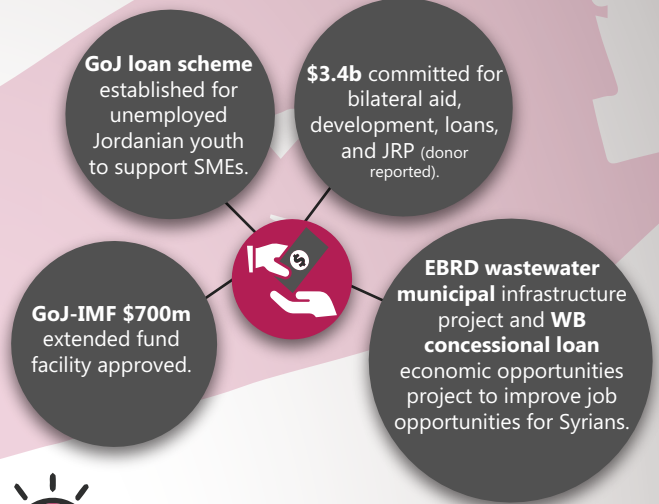 GoJ loan scheme
established for
unemployed
Jordanian youth
to support SMEs.
$3.4b committed for
bilateral aid,
development, loans,
and JRP (donor
reported).
GoJ-IMF $700m
extended fund
facility approved.
$
EBRD wastewater
municipal infrastructure
project and WB
concessional loan
economic opportunities
project to improve job
opportunities for Syrians.